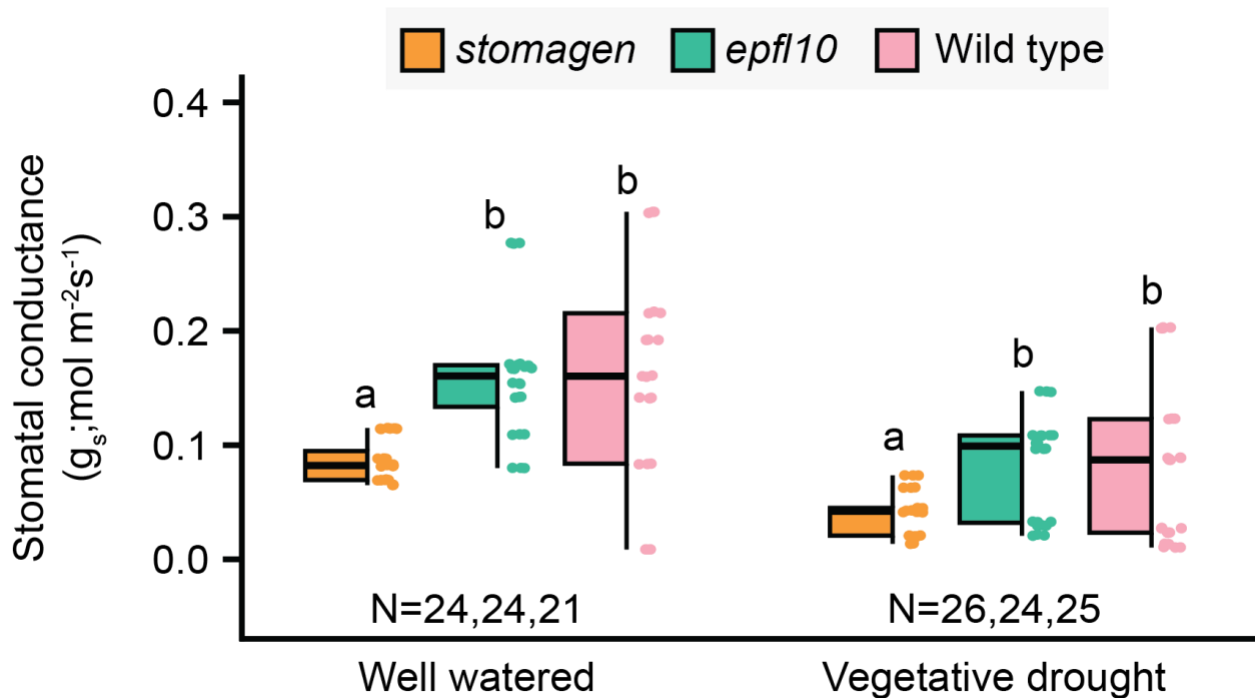 stomagen epfl10 Wild type
Stomatal conductance
(gs;mol m-2s-1)
0.4
0.3
0.2
0.1
0.0
a
b
b
a
b
b
N=24,24,21
N=26,24,25
Well watered
Vegetative drought